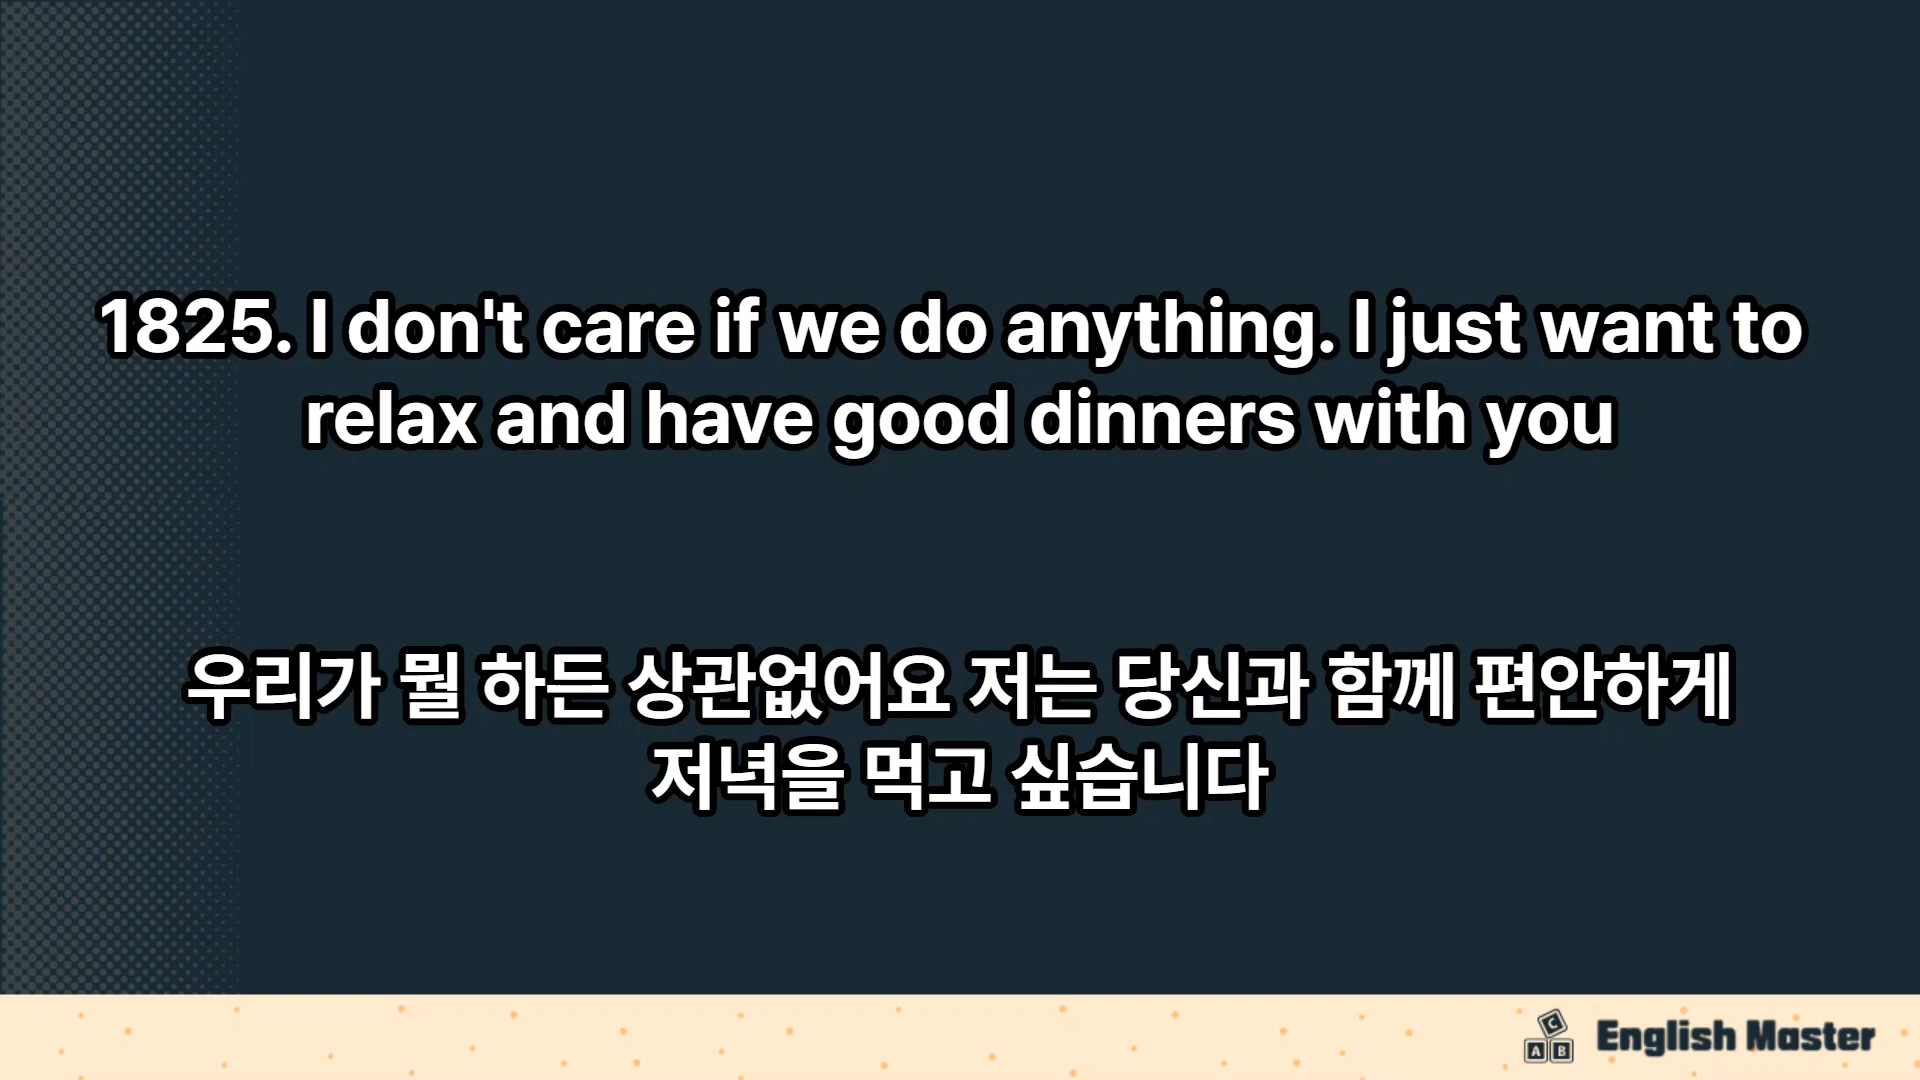 1825. I don't care if we do anything. I just want to
relax and have good dinners with you
우리가 뭘 하든 상관없어요 저는 당신과 함께 편안하게
저녁을 먹고 싶습니다
C
A B
English Master